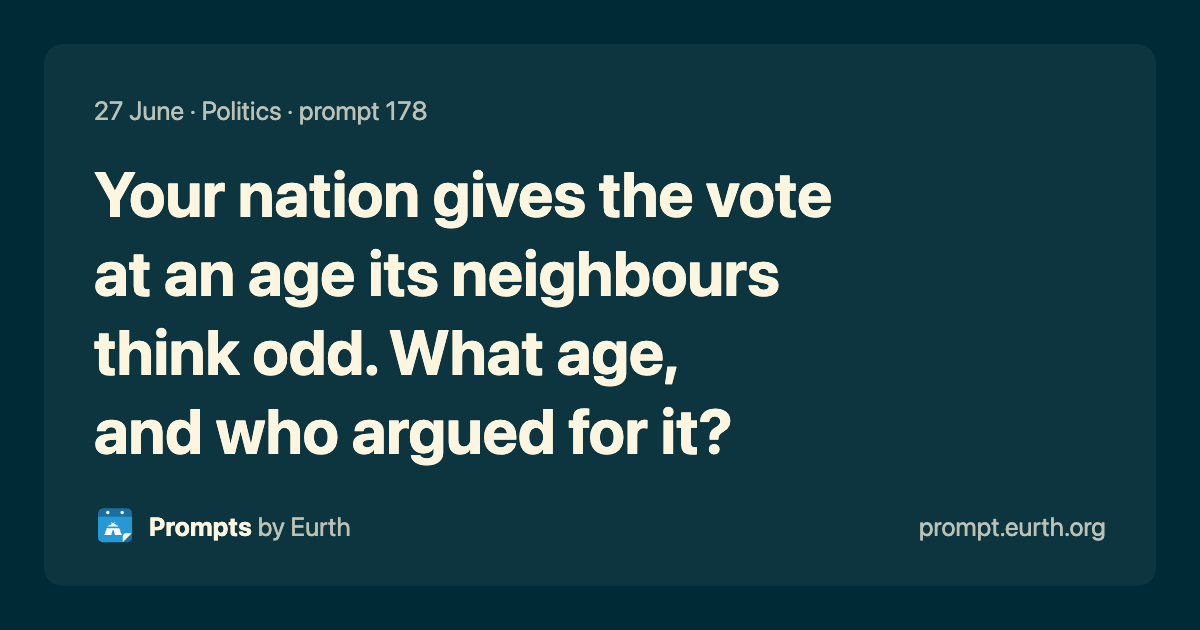 27 June · Politics · prompt 178
Your nation gives the vote
at an age its neighbours
think odd. What age,
and who argued for it?
Prompts by Eurth
prompt.eurth.org